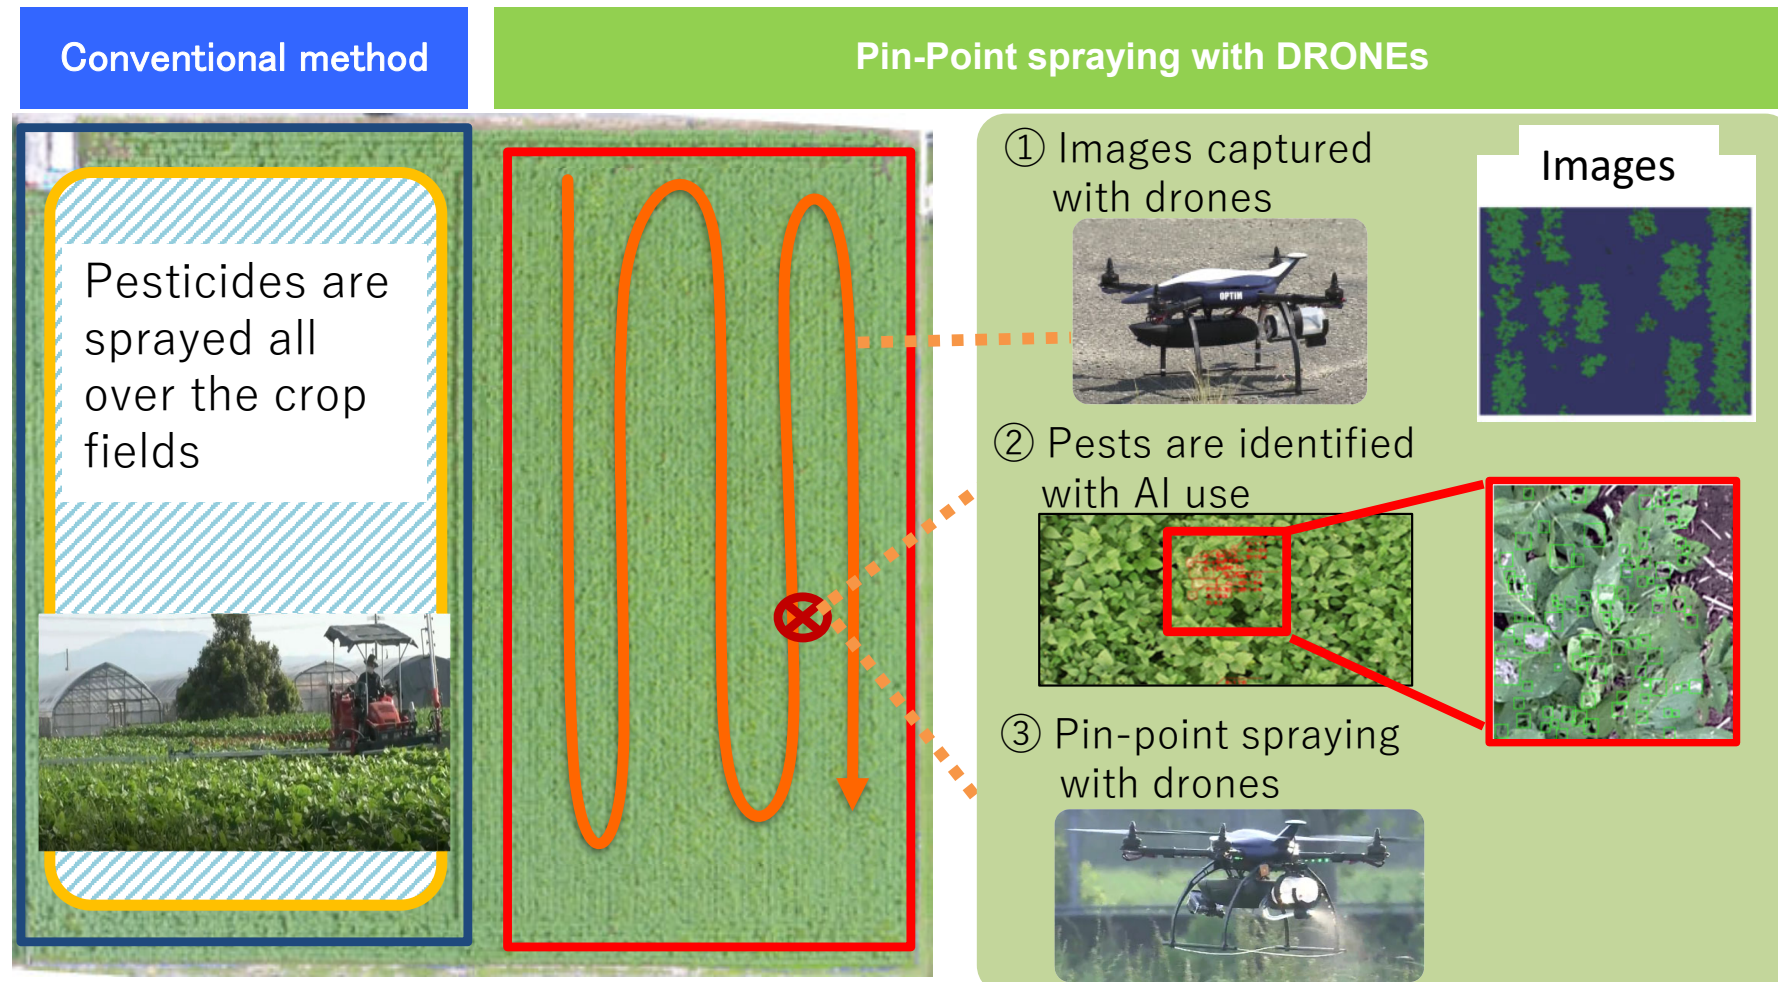 Conventional method
Pin-Point spraying with DRONEs
Pesticides are
sprayed all
over the crop
fields
① Images captured
with drones
OPTiM
Images
② Pests are identified
with AI use
③ Pin-point spraying
with drones